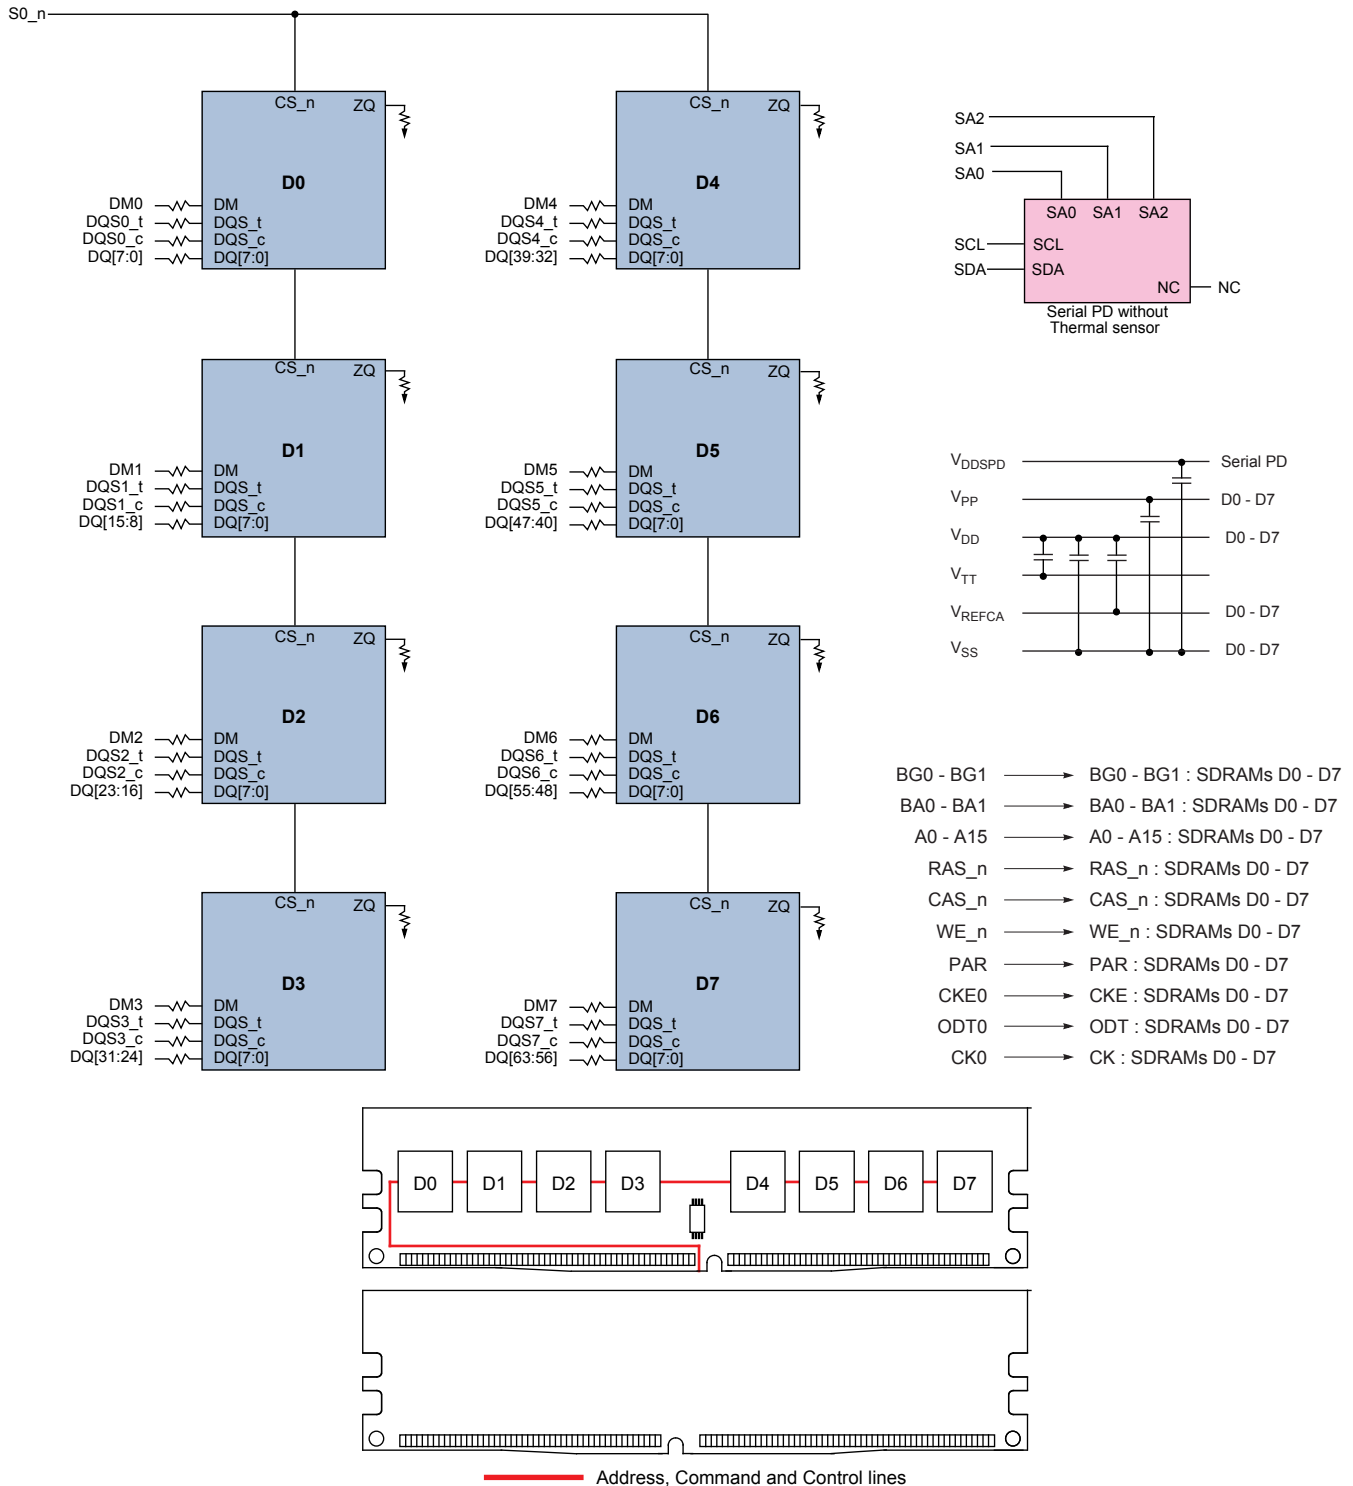 S0_n
CS_n ZQ
D0
DM0 DM
DQS0_t DQS_t
DQS0_c DQS_c
DQ[7:0] DQ[7:0]
CS_n ZQ
D4
DM4 DM
DQS4_t DQS_t
DQS4_c DQS_c
DQ[39:32] DQ[7:0]
CS_n ZQ
D1
DM1 DM
DQS1_t DQS_t
DQS1_c DQS_c
DQ[15:8] DQ[7:0]
CS_n ZQ
D5
DM5 DM
DQS5_t DQS_t
DQS5_c DQS_c
DQ[47:40] DQ[7:0]
CS_n ZQ
D2
DM2 DM
DQS2_t DQS_t
DQS2_c DQS_c
DQ[23:16] DQ[7:0]
CS_n ZQ
D6
DM6 DM
DQS6_t DQS_t
DQS6_c DQS_c
DQ[55:48] DQ[7:0]
CS_n ZQ
D3
DM3 DM
DQS3_t DQS_t
DQS3_c DQS_c
DQ[31:24] DQ[7:0]
CS_n ZQ
D7
DM7 DM
DQS7_t DQS_t
DQS7_c DQS_c
DQ[63:56] DQ[7:0]
SA2
SA1
SA0
SA0 SA1 SA2
SCL SCL
SDA SDA
NC NC
Serial PD without
Thermal sensor
VDDSPD Serial PD
VPP D0 - D7
VDD D0 - D7
VTT
VREFCA D0 - D7
VSS D0 - D7
BG0 - BG1 BG0 - BG1 : SDRAMs D0 - D7
BA0 - BA1 BA0 - BA1 : SDRAMs D0 - D7
A0 - A15 A0 - A15 : SDRAMs D0 - D7
RAS_n RAS_n : SDRAMs D0 - D7
CAS_n CAS_n : SDRAMs D0 - D7
WE_n WE_n : SDRAMs D0 - D7
PAR PAR : SDRAMs D0 - D7
CKE0 CKE : SDRAMs D0 - D7
ODT0 ODT : SDRAMs D0 - D7
CK0 CK : SDRAMs D0 - D7
D0 D1 D2 D3 D4 D5 D6 D7
Address, Command and Control lines